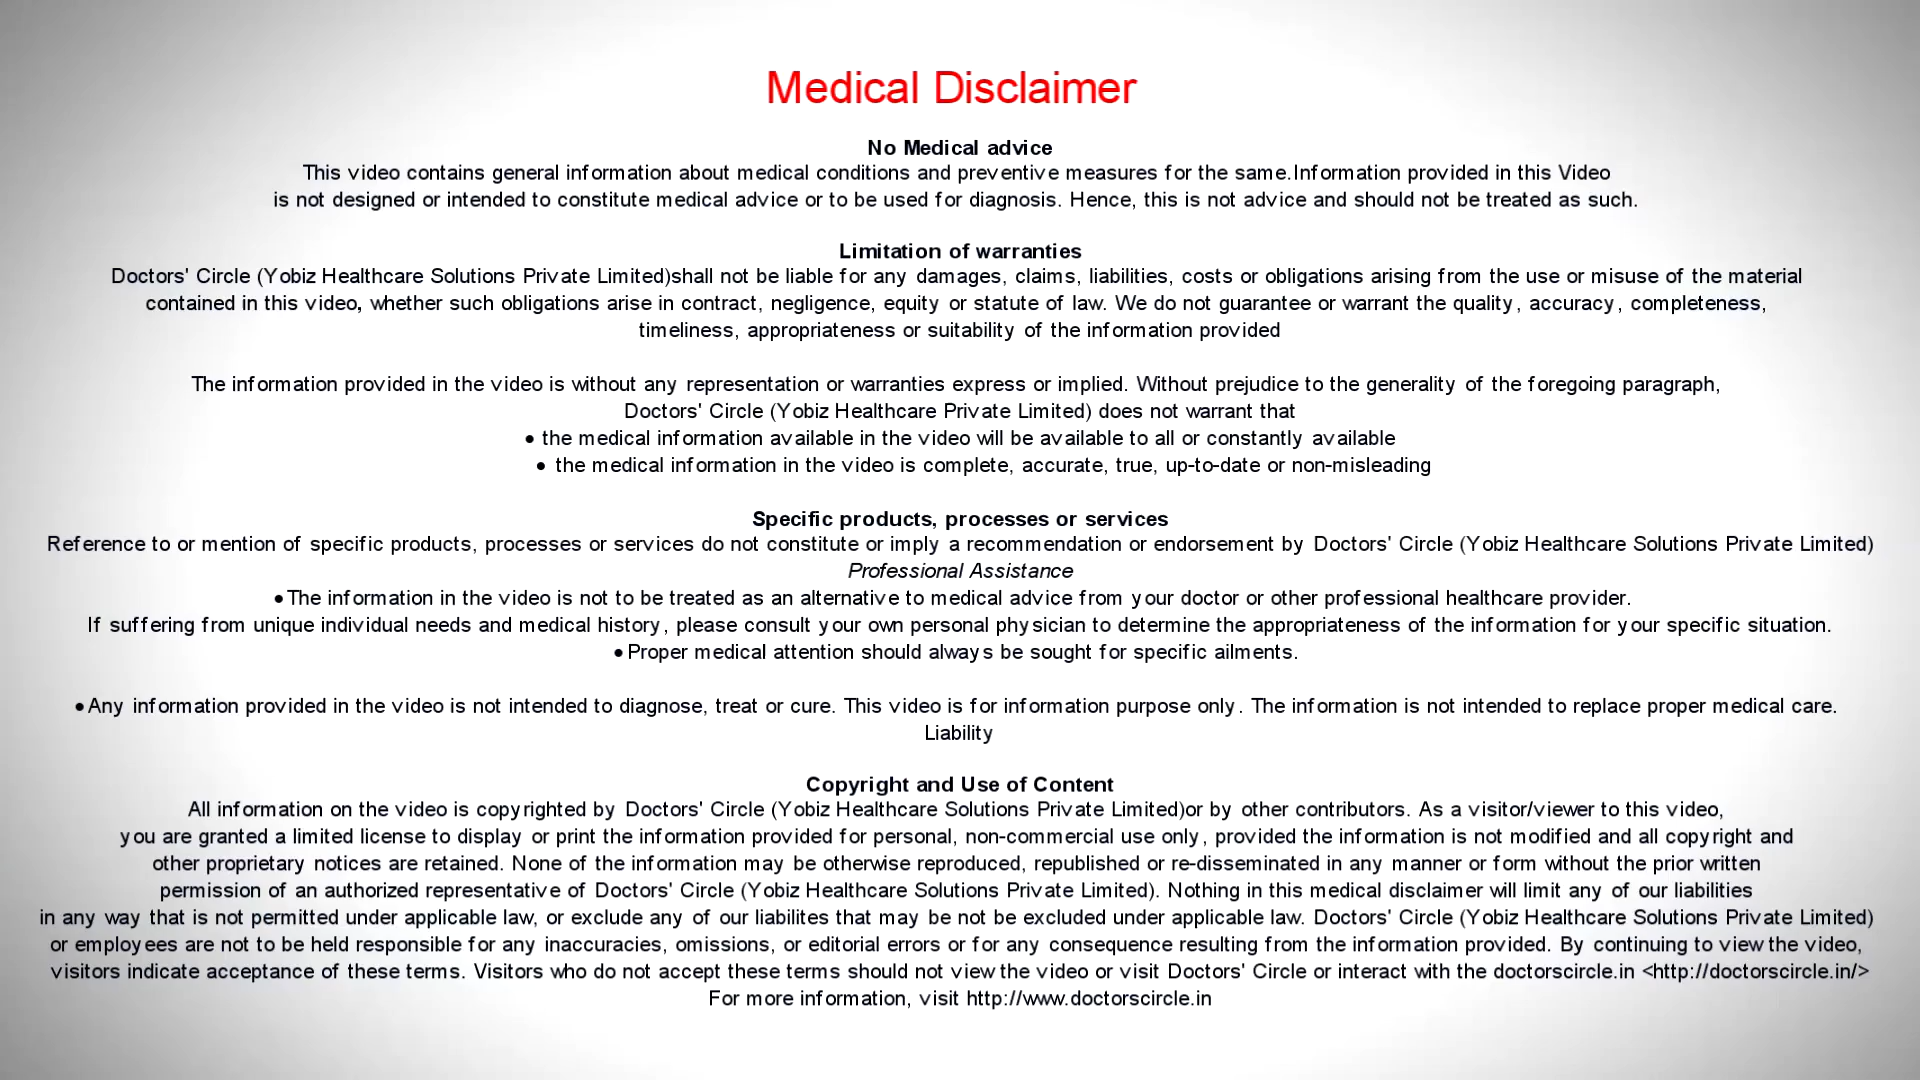 Medical Disclaimer
No Medical advice
This video contains general information about medical conditions and preventive measures for the same.Information provided in this Video
is not designed or intended to constitute medical advice or to be used for diagnosis. Hence, this is not advice and should not be treated as such.
Limitation of warranties
Doctors' Circle (Yobiz Healthcare Solutions Private Limited)shall not be liable for any damages, claims, liabilities, costs or obligations arising from the use or misuse of the material
contained in this video, whether such obligations arise in contract, negligence, equity or statute of law. We do not guarantee or warrant the quality, accuracy, completeness,
timeliness, appropriateness or suitability of the information provided
The information provided in the video is without any representation or warranties express or implied. Without prejudice to the generality of the foregoing paragraph,
Doctors' Circle (Yobiz Healthcare Private Limited) does not warrant that
• the medical information available in the video will be available to all or constantly available
• the medical information in the video is complete, accurate, true, up-to-date or non-misleading
Specific products, processes or services
Reference to or mention of specific products, processes or services do not constitute or imply a recommendation or endorsement by Doctors' Circle (Yobiz Healthcare Solutions Private Limited)
Professional Assistance
•The information in the video is not to be treated as an alternative to medical advice from your doctor or other professional healthcare provider.
If suffering from unique individual needs and medical history, please consult your own personal physician to determine the appropriateness of the information for your specific situation.
•Proper medical attention should always be sought for specific ailments.
•Any information provided in the video is not intended to diagnose, treat or cure. This video is for information purpose only. The information is not intended to replace proper medical care.
Liability
Copyright and Use of Content
All information on the video is copyrighted by Doctors' Circle (Yobiz Healthcare Solutions Private Limited)or by other contributors. As a visitor/viewer to this video,
you are granted a limited license to display or print the information provided for personal, non-commercial use only, provided the information is not modified and all copyright and
other proprietary notices are retained. None of the information may be otherwise reproduced, republished or re-disseminated in any manner or form without the prior written
permission of an authorized representative of Doctors' Circle (Yobiz Healthcare Solutions Private Limited). Nothing in this medical disclaimer will limit any of our liabilities
in any way that is not permitted under applicable law, or exclude any of our liabilites that may be not be excluded under applicable law. Doctors' Circle (Yobiz Healthcare Solutions Private Limited)
or employees are not to be held responsible for any inaccuracies, omissions, or editorial errors or for any consequence resulting from the information provided. By continuing to view the video,
visitors indicate acceptance of these terms. Visitors who do not accept these terms should not view the video or visit Doctors' Circle or interact with the doctorscircle.in <http://doctorscircle.in/>
For more information, visit http://www.doctorscircle.in